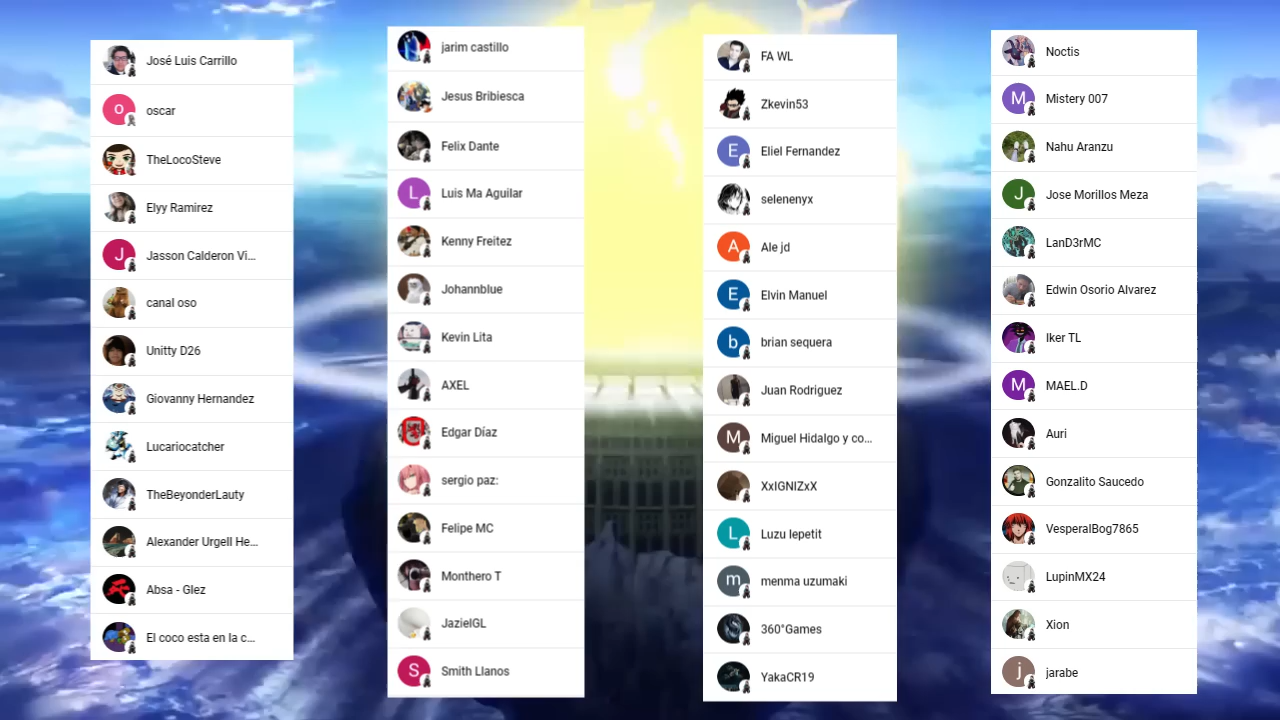 José Luis Carrillo
oscar
TheLocoSteve
Elyy Ramirez
Jasson Calderon Vi...
canal oso
Unitty D26
Giovanny Hernandez
Lucariocatcher
TheBeyonderLauty
Alexander Urgell He...
Absa - Glez
El coco esta en la c...
jarim castillo
Jesus Bribiesca
Felix Dante
Luis Ma Aguilar
Kenny Freitez
Johannblue
Kevin Lita
AXEL
Edgar Díaz
sergio paz:
Felipe MC
Monthero T
JazielGL
Smith Llanos
FA WL
Zkevin53
Eliel Fernandez
selenenyx
Ale jd
Elvin Manuel
brian sequera
Juan Rodriguez
Miguel Hidalgo y co...
XxIGNIZxX
Luzu lepetit
menma uzumaki
360°Games
YakaCR19
Noctis
Mistery 007
Nahu Aranzu
Jose Morillos Meza
LanD3rMC
Edwin Osorio Alvarez
Iker TL
MAEL.D
Auri
Gonzalito Saucedo
VesperalBog7865
LupinMX24
Xion
jarabe